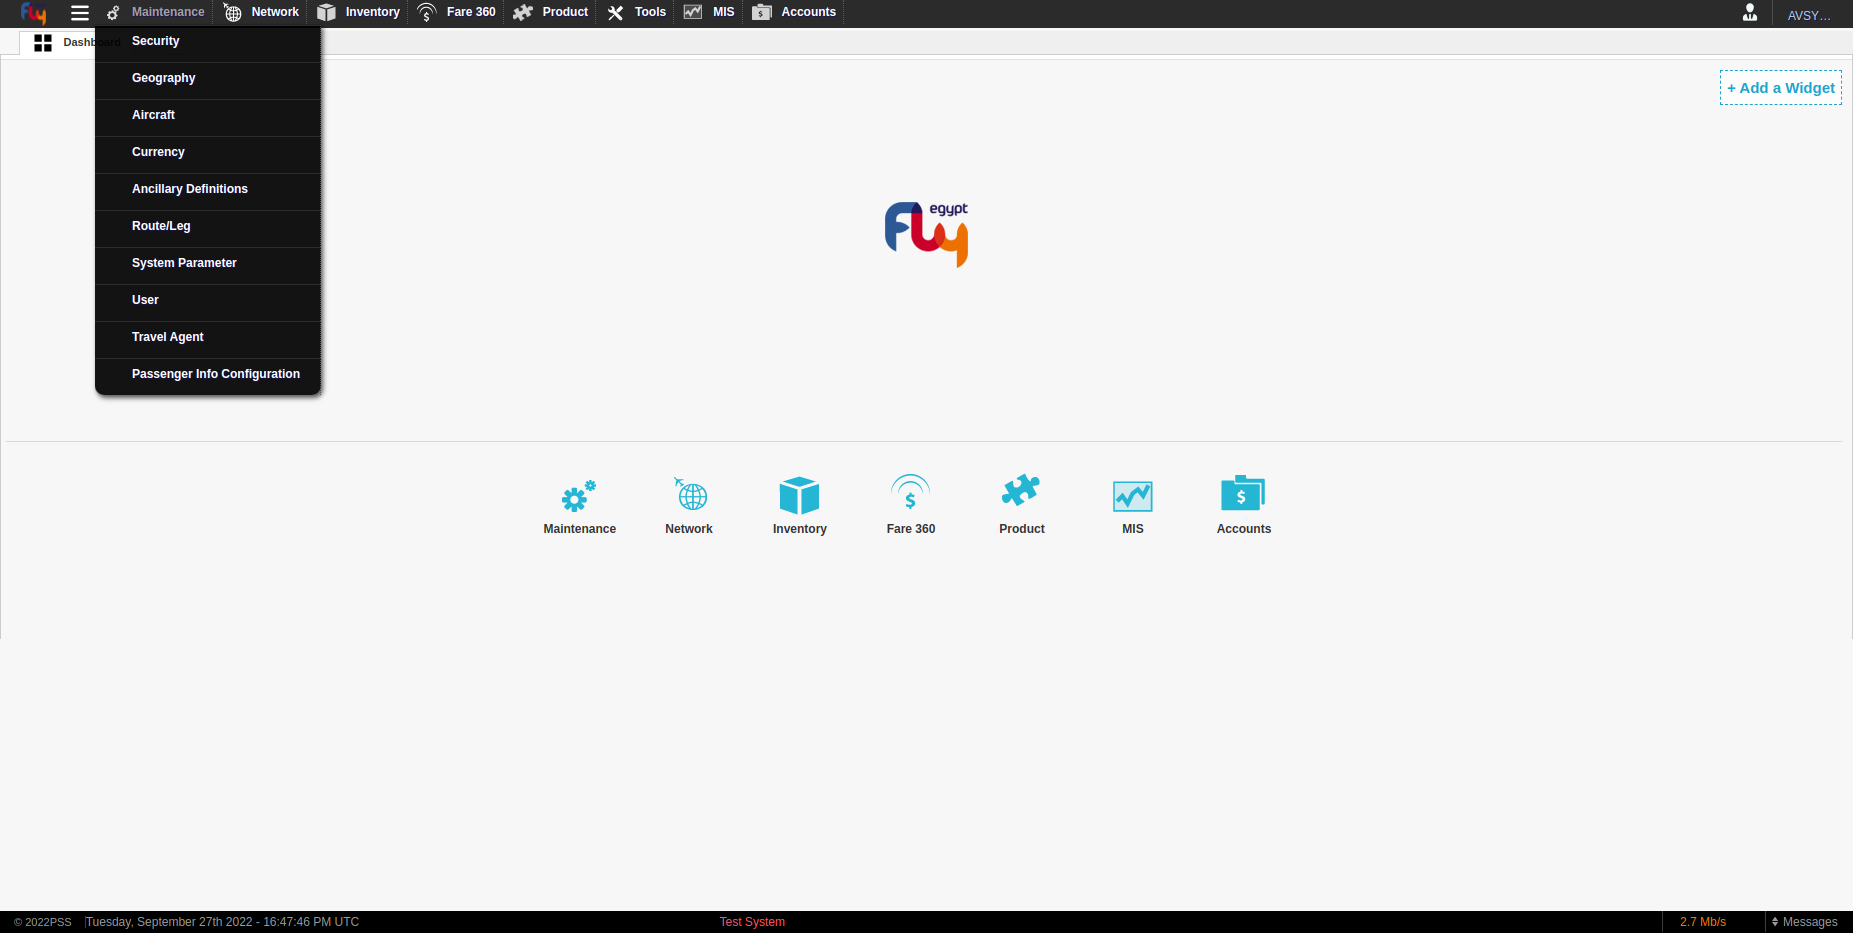 Fly Maintenance Network Inventory Fare 360 Product Tools MIS Accounts AVSY…
Dashboard
Security
Geography
Aircraft
Currency
Ancillary Definitions
Route/Leg
System Parameter
User
Travel Agent
Passenger Info Configuration
+ Add a Widget
egypt
Fly
Maintenance Network Inventory Fare 360 Product MIS Accounts
© 2022PSS Tuesday, September 27th 2022 - 16:47:46 PM UTC Test System 2.7 Mb/s Messages